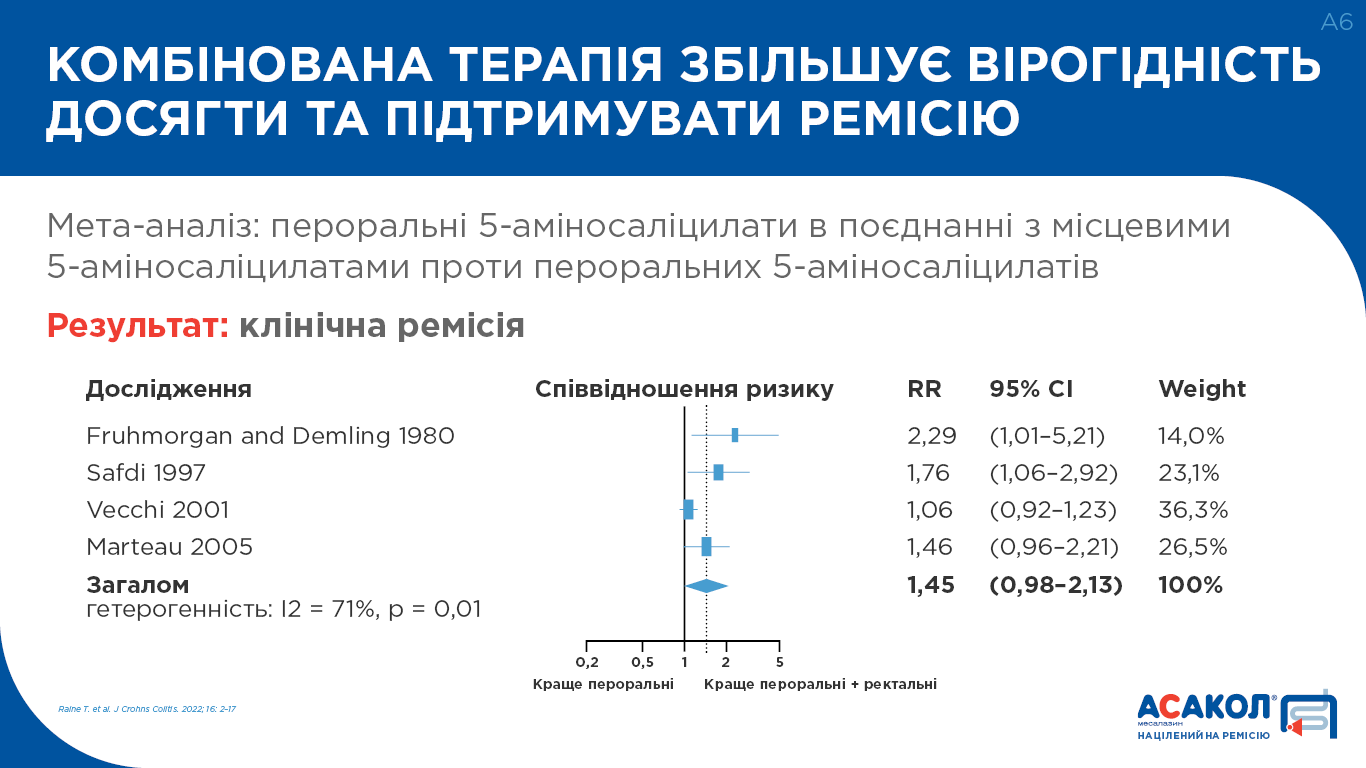 А6
КОМБІНОВАНА ТЕРАПІЯ ЗБІЛЬШУЄ ВІРОГІДНІСТЬ
ДОСЯГТИ ТА ПІДТРИМУВАТИ РЕМІСІЮ
Мета-аналіз: пероральні 5-аміносаліцилати в поєднанні з місцевими
5-аміносаліцилатами проти пероральних 5-аміносаліцилатів
Результат: клінічна ремісія
Дослідження Співвідношення ризику RR 95% CI Weight
Fruhmorgan and Demling 1980 2,29 (1,01–5,21) 14,0%
Safdi 1997 1,76 (1,06–2,92) 23,1%
Vecchi 2001 1,06 (0,92–1,23) 36,3%
Marteau 2005 1,46 (0,96–2,21) 26,5%
Загалом 1,45 (0,98–2,13) 100%
гетерогенність: I2 = 71%, p = 0,01
0,2 0,5 1 2 5
Краще пероральні Краще пероральні + ректальні
Raine T. et al. J Crohns Colitis. 2022; 16: 2–17
АСАКОЛ®
месалазин
НАЦІЛЕНИЙ НА РЕМІСІЮ